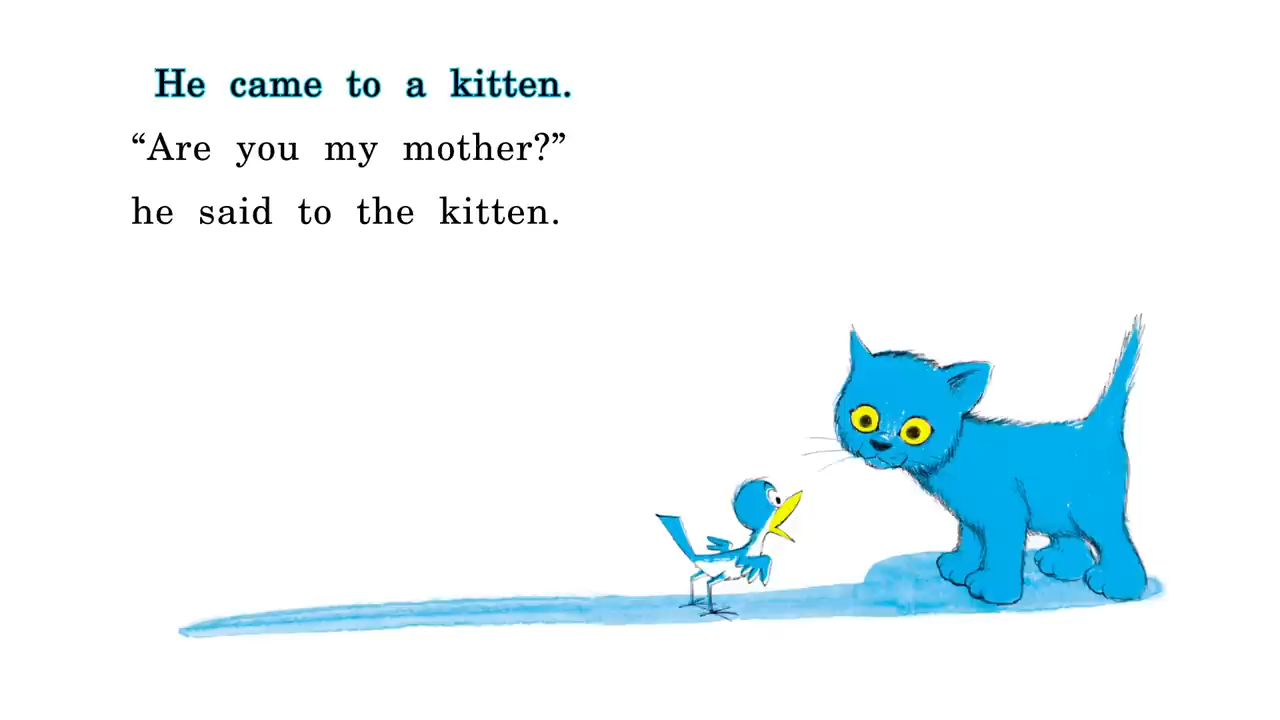 He came to a kitten.
“Are you my mother?”
he said to the kitten.